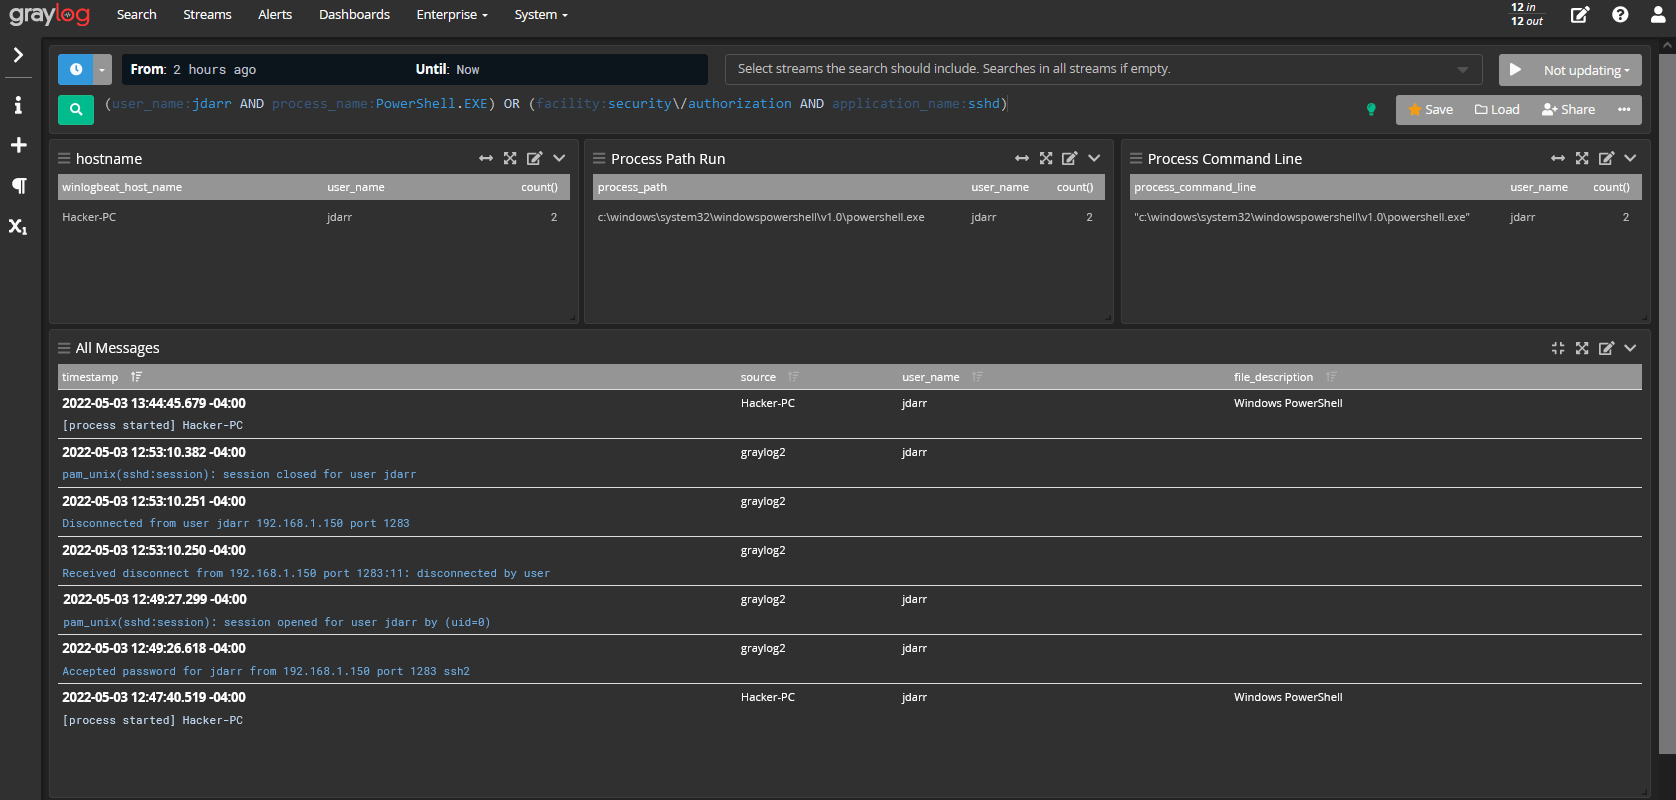 graylog Search Streams Alerts Dashboards Enterprise System 12 in
12 out
From: 2 hours ago Until: Now Select streams the search should include. Searches in all streams if empty. Not updating
(user_name:jdarr AND process_name:PowerShell.EXE) OR (facility:security\/authorization AND application_name:sshd) Save Load Share
hostname
winlogbeat_host_name user_name count()
Hacker-PC jdarr 2
Process Path Run
process_path user_name count()
c:\windows\system32\windowspowershell\v1.0\powershell.exe jdarr 2
Process Command Line
process_command_line user_name count()
"c:\windows\system32\windowspowershell\v1.0\powershell.exe" jdarr 2
All Messages
timestamp source user_name file_description
2022-05-03 13:44:45.679 -04:00 Hacker-PC jdarr Windows PowerShell
[process started] Hacker-PC
2022-05-03 12:53:10.382 -04:00 graylog2 jdarr
pam_unix(sshd:session): session closed for user jdarr
2022-05-03 12:53:10.251 -04:00 graylog2
Disconnected from user jdarr 192.168.1.150 port 1283
2022-05-03 12:53:10.250 -04:00 graylog2
Received disconnect from 192.168.1.150 port 1283:11: disconnected by user
2022-05-03 12:49:27.299 -04:00 graylog2 jdarr
pam_unix(sshd:session): session opened for user jdarr by (uid=0)
2022-05-03 12:49:26.618 -04:00 graylog2 jdarr
Accepted password for jdarr from 192.168.1.150 port 1283 ssh2
2022-05-03 12:47:40.519 -04:00 Hacker-PC jdarr Windows PowerShell
[process started] Hacker-PC